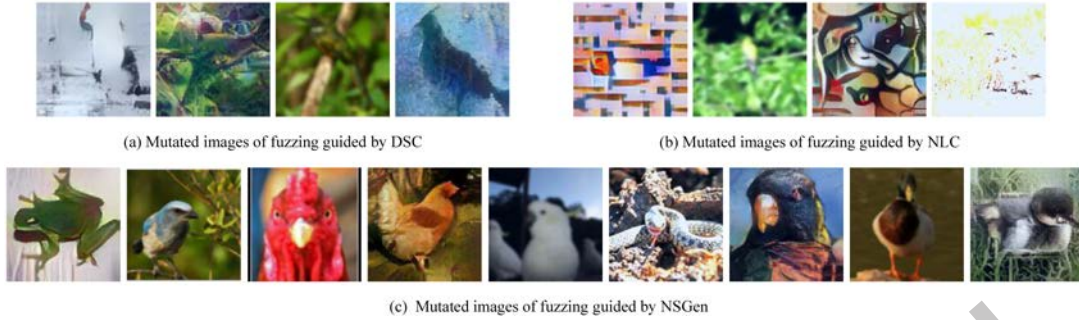 (a) Mutated images of fuzzing guided by DSC
(b) Mutated images of fuzzing guided by NLC
(c) Mutated images of fuzzing guided by NSGen